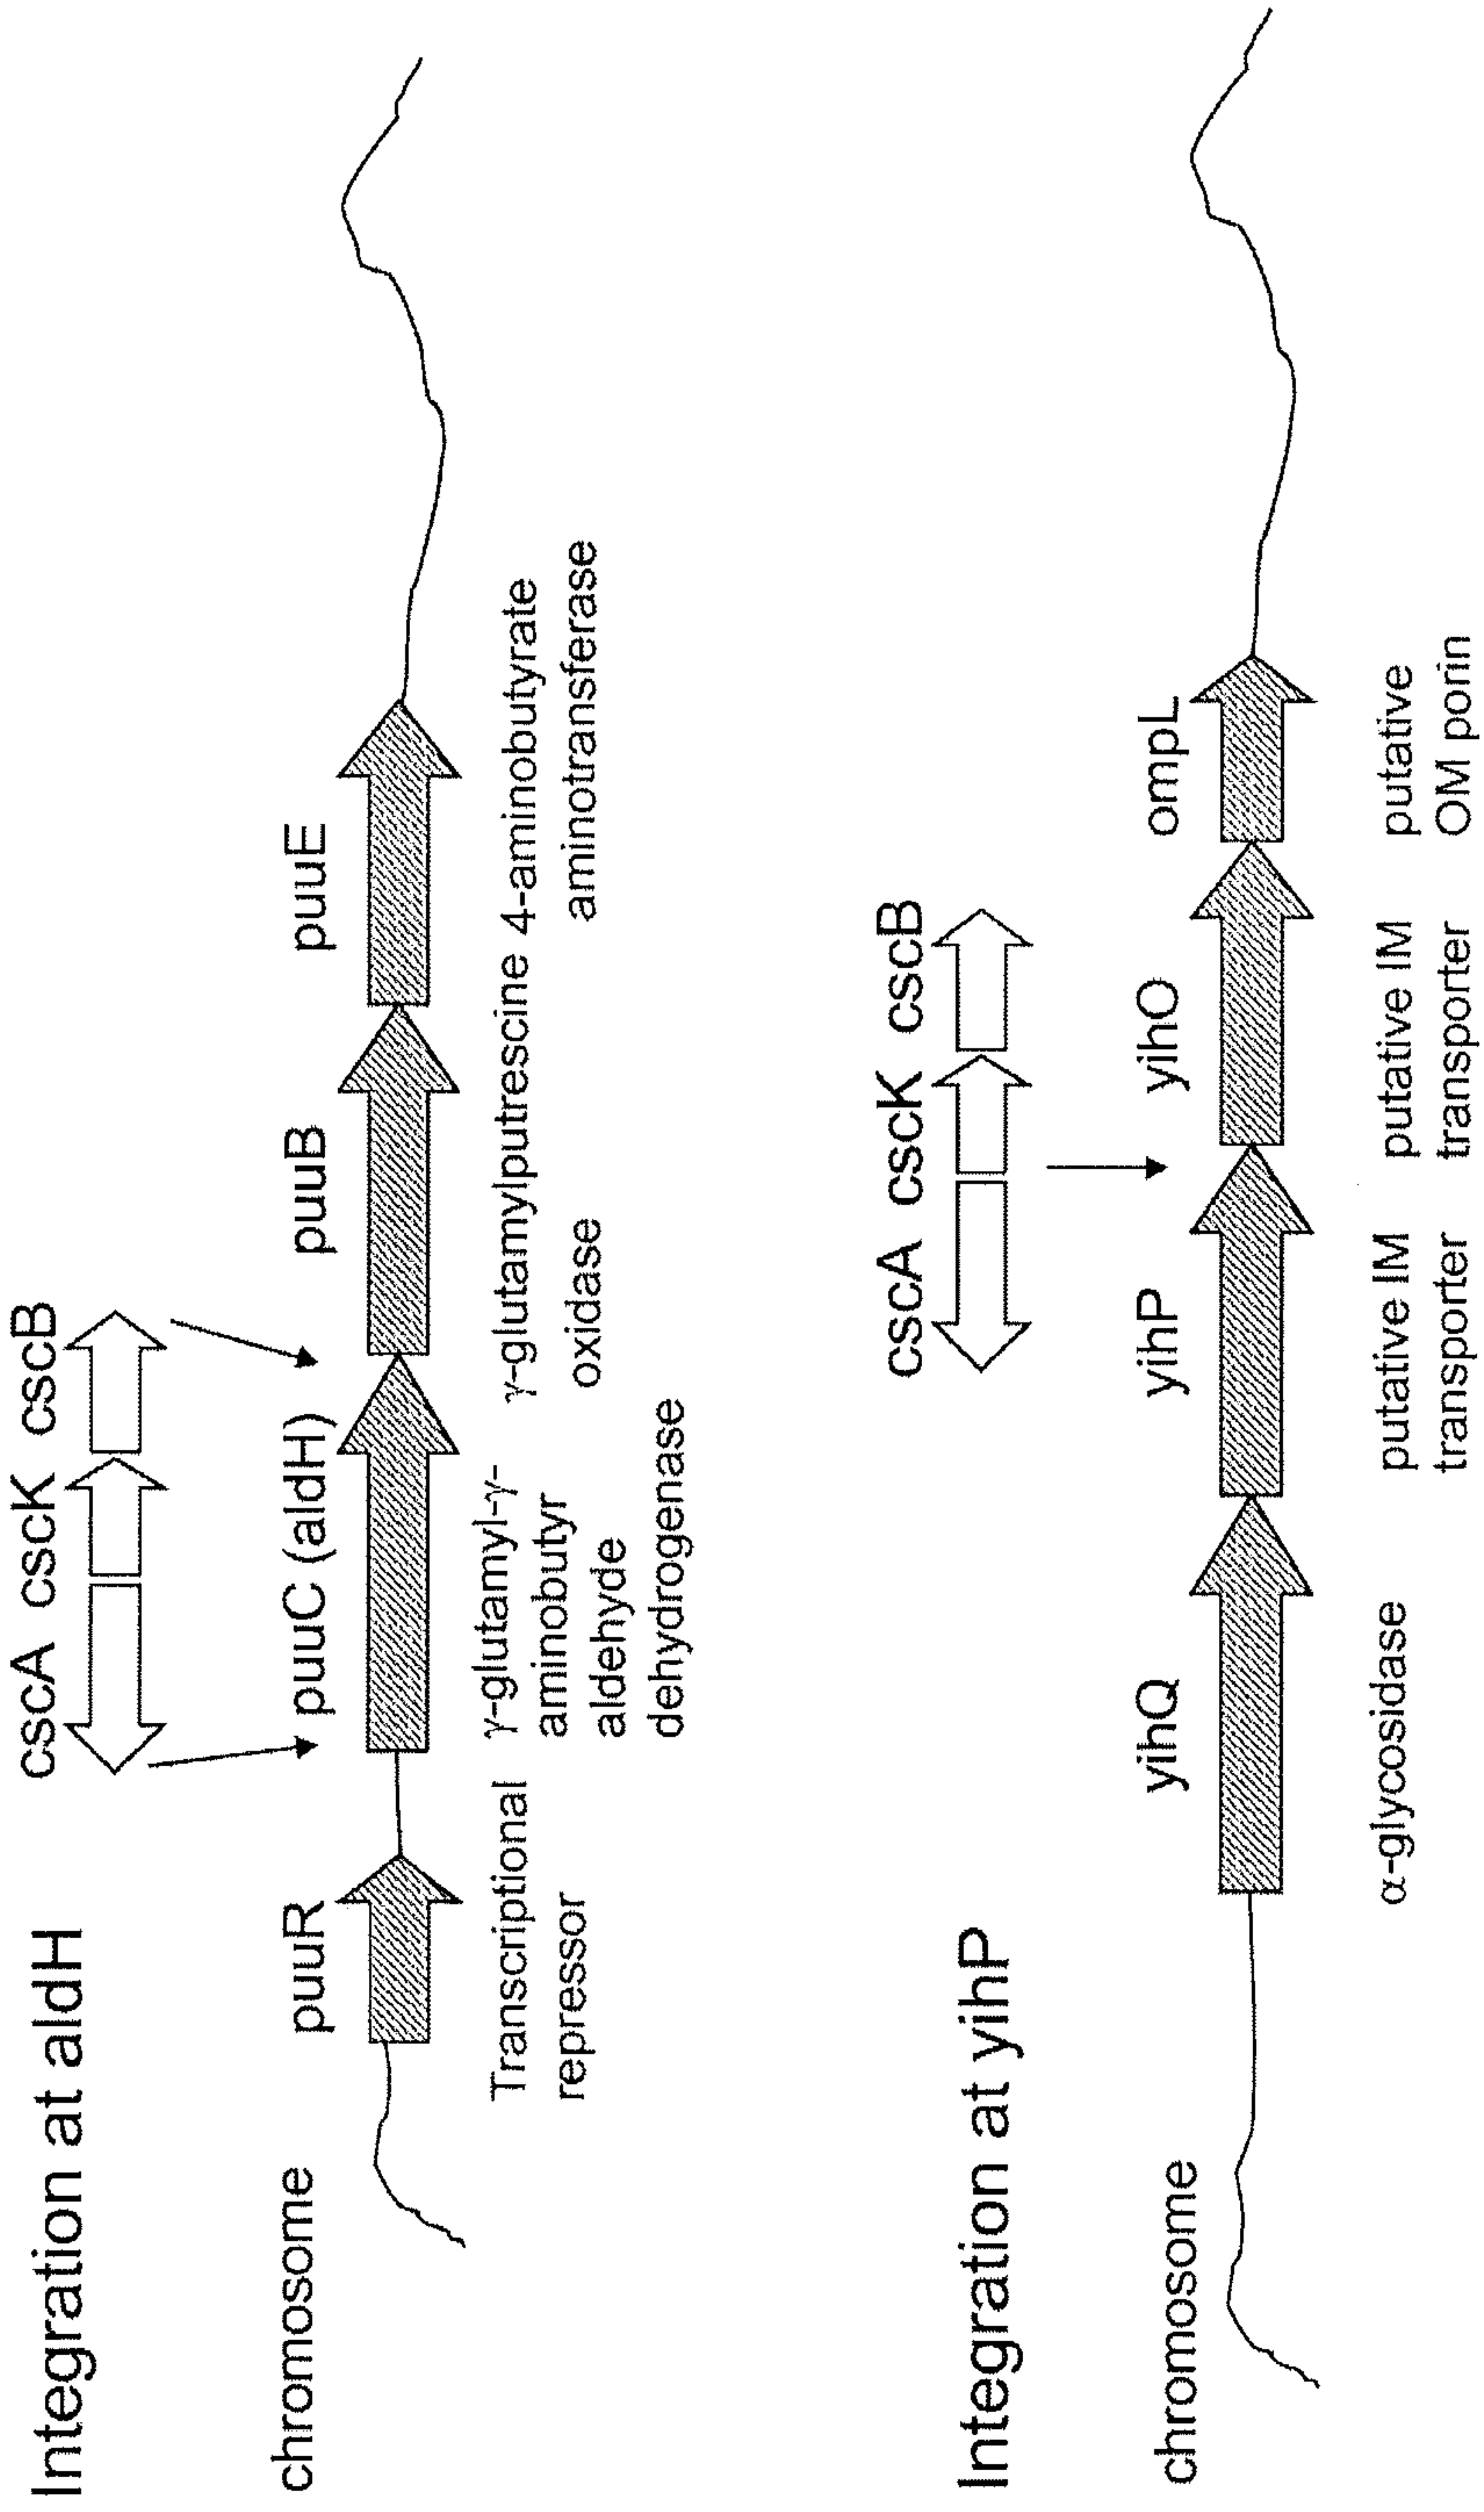 Integration at aldH
cscA cscK cscB
chromosome
puuR puuC (aldH) puuB puuE
Transcriptional
repressor
γ-glutamyl-γ-
aminobutyr
aldehyde
dehydrogenase
γ-glutamylputrescine
oxidase
4-aminobutyrate
aminotransferase
Integration at yihP
cscA cscK cscB
chromosome
yihQ yihP yihO ompL
α-glycosidase
putative IM
transporter
putative IM
transporter
putative
OM porin